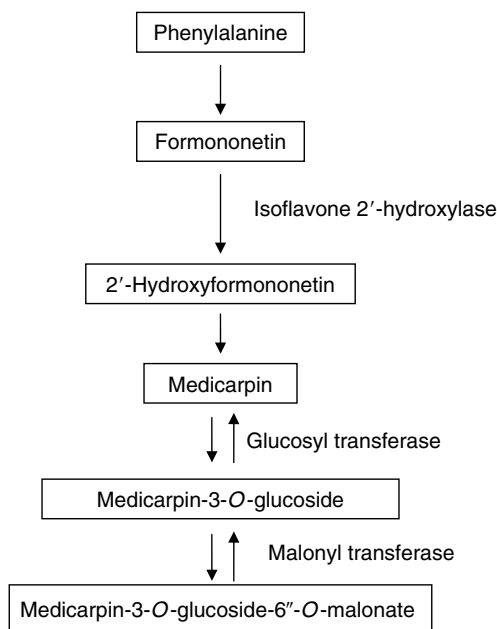 Phenylalanine
Formononetin
Isoflavone 2′-hydroxylase
2′-Hydroxyformononetin
Medicarpin
Glucosyl transferase
Medicarpin-3-O-glucoside
Malonyl transferase
Medicarpin-3-O-glucoside-6″-O-malonate